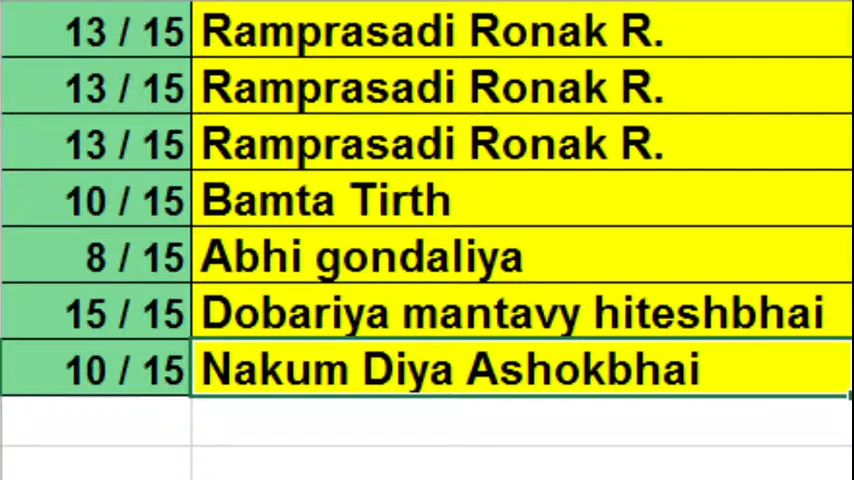 13 / 15 Ramprasadi Ronak R.
13 / 15 Ramprasadi Ronak R.
13 / 15 Ramprasadi Ronak R.
10 / 15 Bamta Tirth
8 / 15 Abhi gondaliya
15 / 15 Dobariya mantavy hiteshbhai
10 / 15 Nakum Diya Ashokbhai